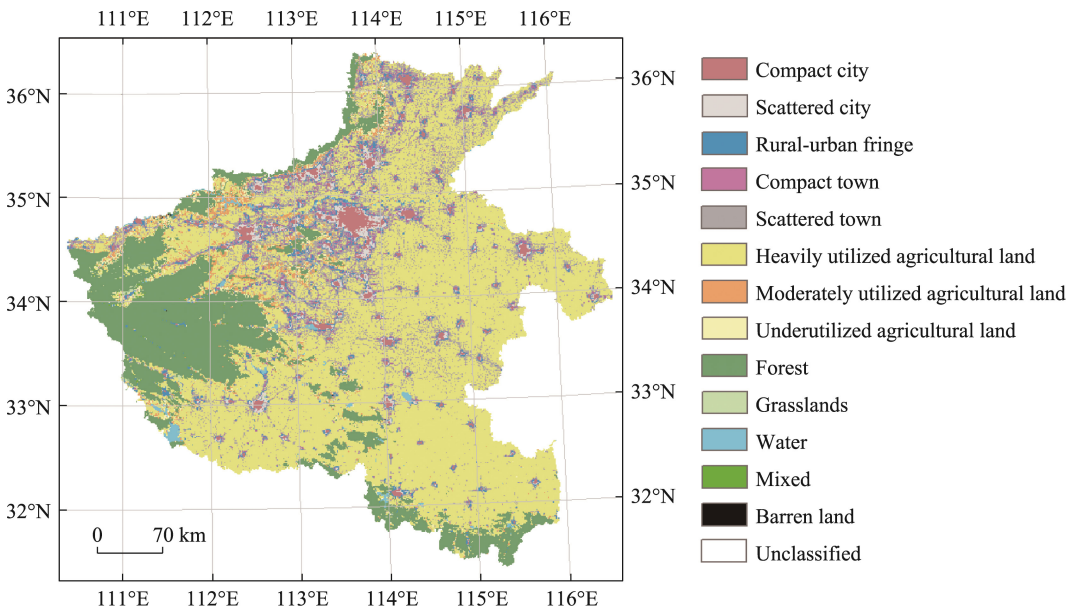 111°E 112°E 113°E 114°E 115°E 116°E
36°N
35°N
34°N
33°N
32°N
36°N
35°N
34°N
33°N
32°N
0 70 km
111°E 112°E 113°E 114°E 115°E 116°E
Compact city
Scattered city
Rural-urban fringe
Compact town
Scattered town
Heavily utilized agricultural land
Moderately utilized agricultural land
Underutilized agricultural land
Forest
Grasslands
Water
Mixed
Barren land
Unclassified